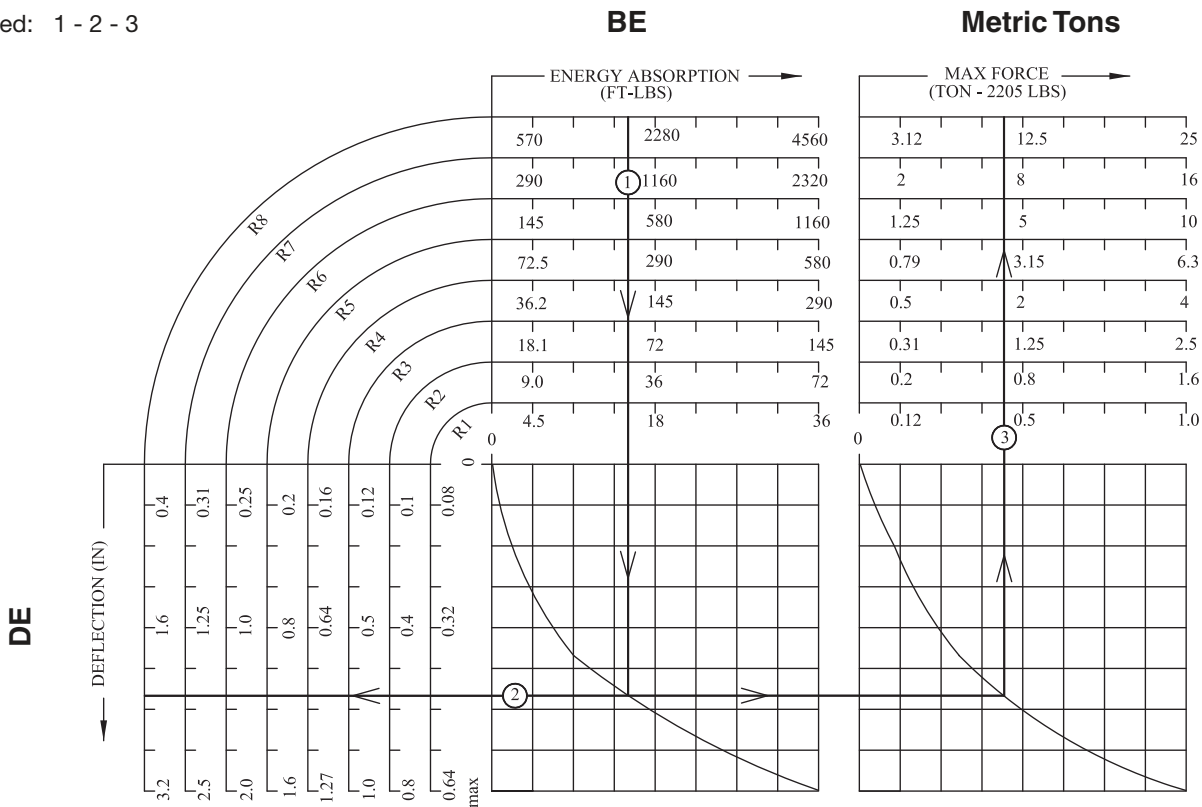 ed: 1 - 2 - 3
BE
Metric Tons
ENERGY ABSORPTION
(FT-LBS)
MAX FORCE
(TON - 2205 LBS)
570 2280 4560
3.12 12.5 25
290 1 1160 2320
2 8 16
145 580 1160
1.25 5 10
72.5 290 580
0.79 3.15 6.3
36.2 145 290
0.5 2 4
18.1 72 145
0.31 1.25 2.5
9.0 36 72
0.2 0.8 1.6
4.5 18 36
0.12 0.5 1.0
R8
R7
R6
R5
R4
R3
R2
R1
0
0
0
3
DE
DEFLECTION (IN)
0.4 0.31 0.25 0.2 0.16 0.12 0.1 0.08
1.6 1.25 1.0 0.8 0.64 0.5 0.4 0.32
2
3.2 2.5 2.0 1.6 1.27 1.0 0.8 0.64 max